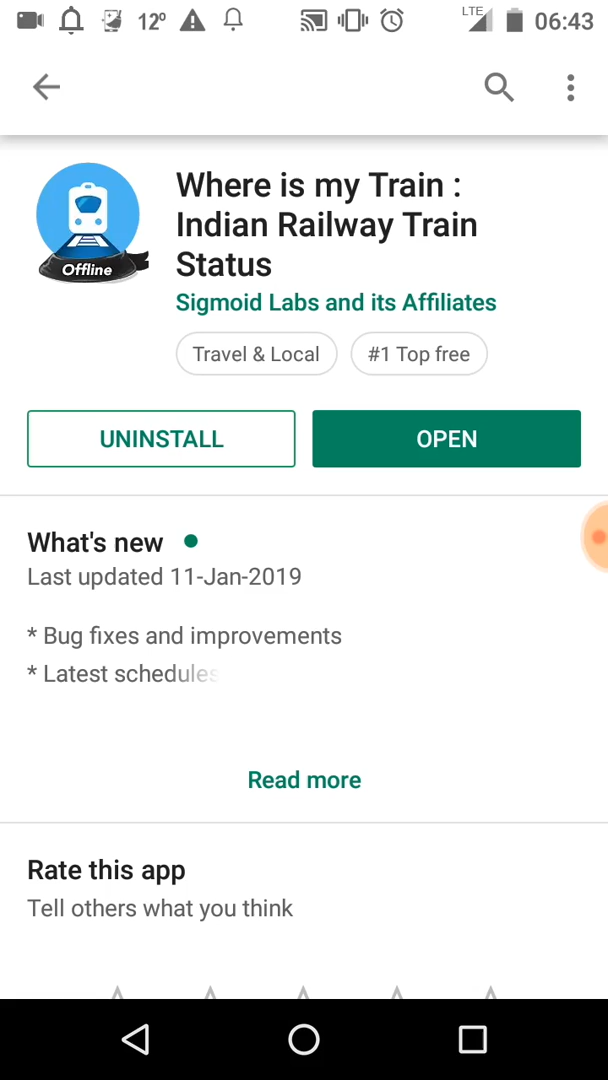 12º
LTE
06:43
Where is my Train :
Indian Railway Train
Status
Offline
Sigmoid Labs and its Affiliates
Travel & Local
#1 Top free
UNINSTALL
OPEN
What's new
Last updated 11-Jan-2019
* Bug fixes and improvements
* Latest schedules
Read more
Rate this app
Tell others what you think